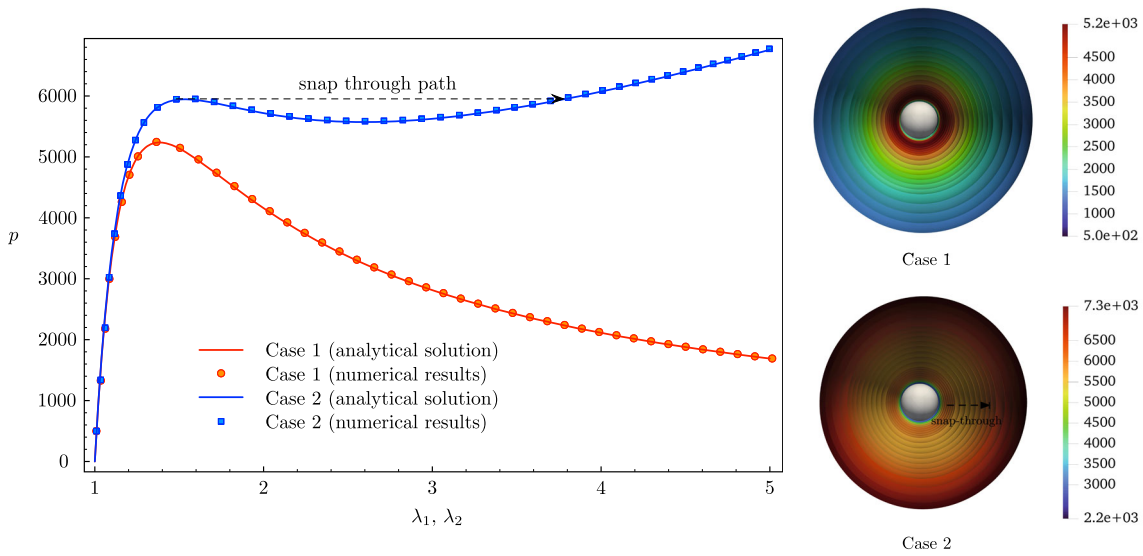 6000
5000
4000
3000
2000
1000
0
p
snap through path
Case 1 (analytical solution)
Case 1 (numerical results)
Case 2 (analytical solution)
Case 2 (numerical results)
1 2 3 4 5
λ₁, λ₂
5.2e+03
4500
4000
3500
3000
2500
2000
1500
1000
5.0e+02
Case 1
7.3e+03
6500
6000
5500
5000
4500
4000
3500
3000
2.2e+03
snap-through
Case 2